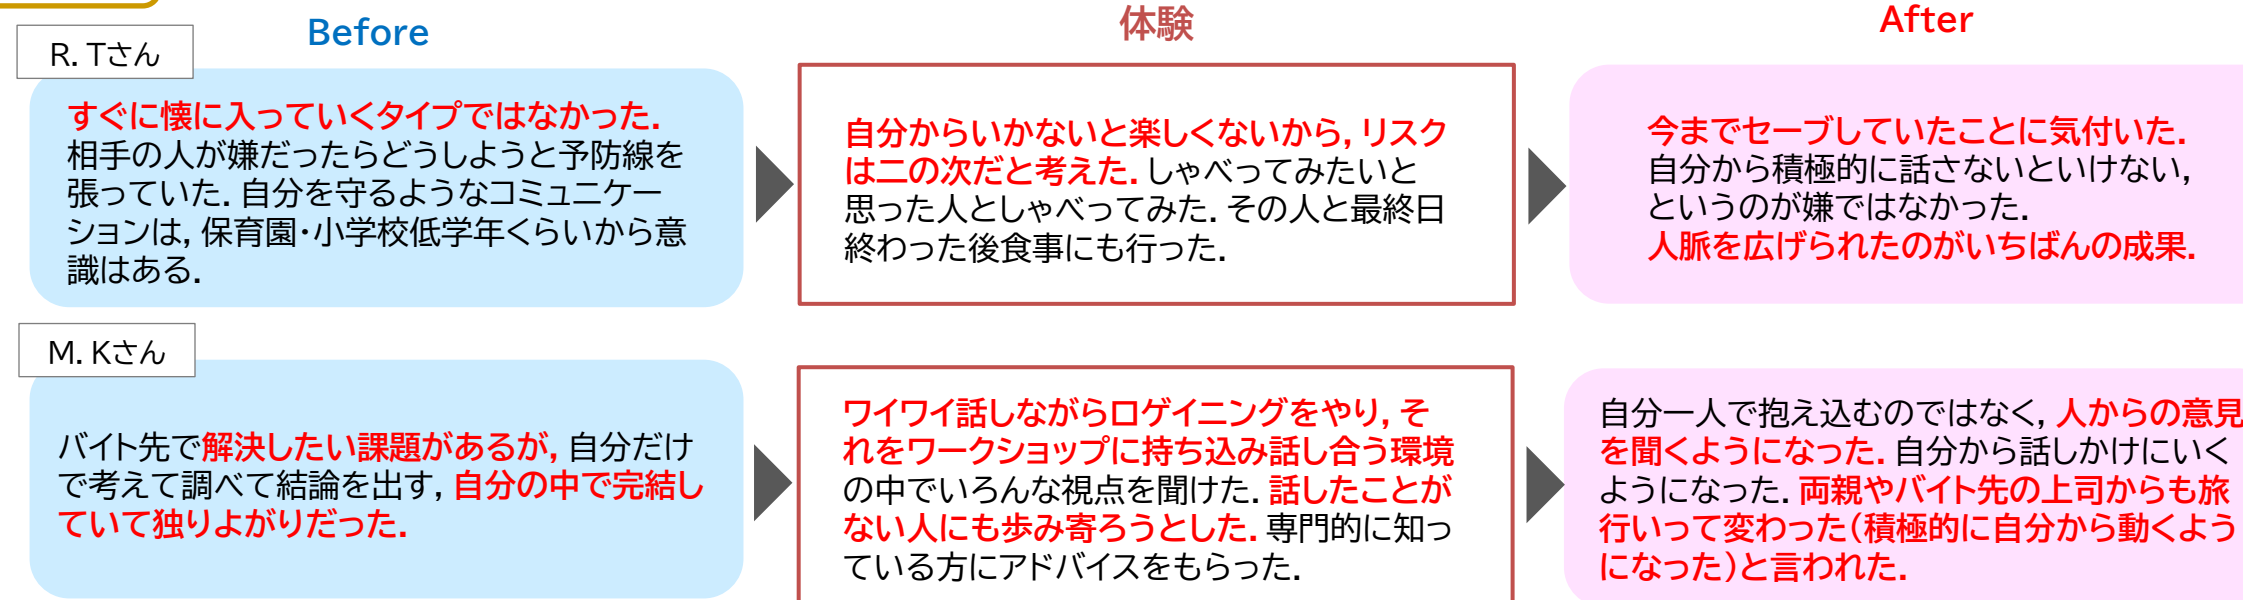 Before
体験
After
R. Tさん
すぐに懐に入っていくタイプではなかった.
相手の人が嫌だったらどうしようと予防線を
張っていた. 自分を守るようなコミュニケー
ションは, 保育園・小学校低学年くらいから意
識はある.
自分からいかないと楽しくないから, リスク
は二の次だと考えた. しゃべってみたいと
思った人としゃべってみた. その人と最終日
終わった後食事にも行った.
今までセーブしていたことに気付いた.
自分から積極的に話さないといけない,
というのが嫌ではなかった.
人脈を広げられたのがいちばんの成果.
M. Kさん
バイト先で解決したい課題があるが, 自分だけ
で考えて調べて結論を出す, 自分の中で完結し
ていて独りよがりだった.
ワイワイ話しながらロゲイニングをやり, そ
れをワークショップに持ち込み話し合う環境
の中でいろんな視点を聞けた. 話したことが
ない人にも歩み寄ろうとした. 専門的に知っ
ている方にアドバイスをもらった.
自分一人で抱え込むのではなく, 人からの意見
を聞くようになった. 自分から話しかけにいく
ようになった. 両親やバイト先の上司からも旅
行いって変わった（積極的に自分から動くよう
になった）と言われた.